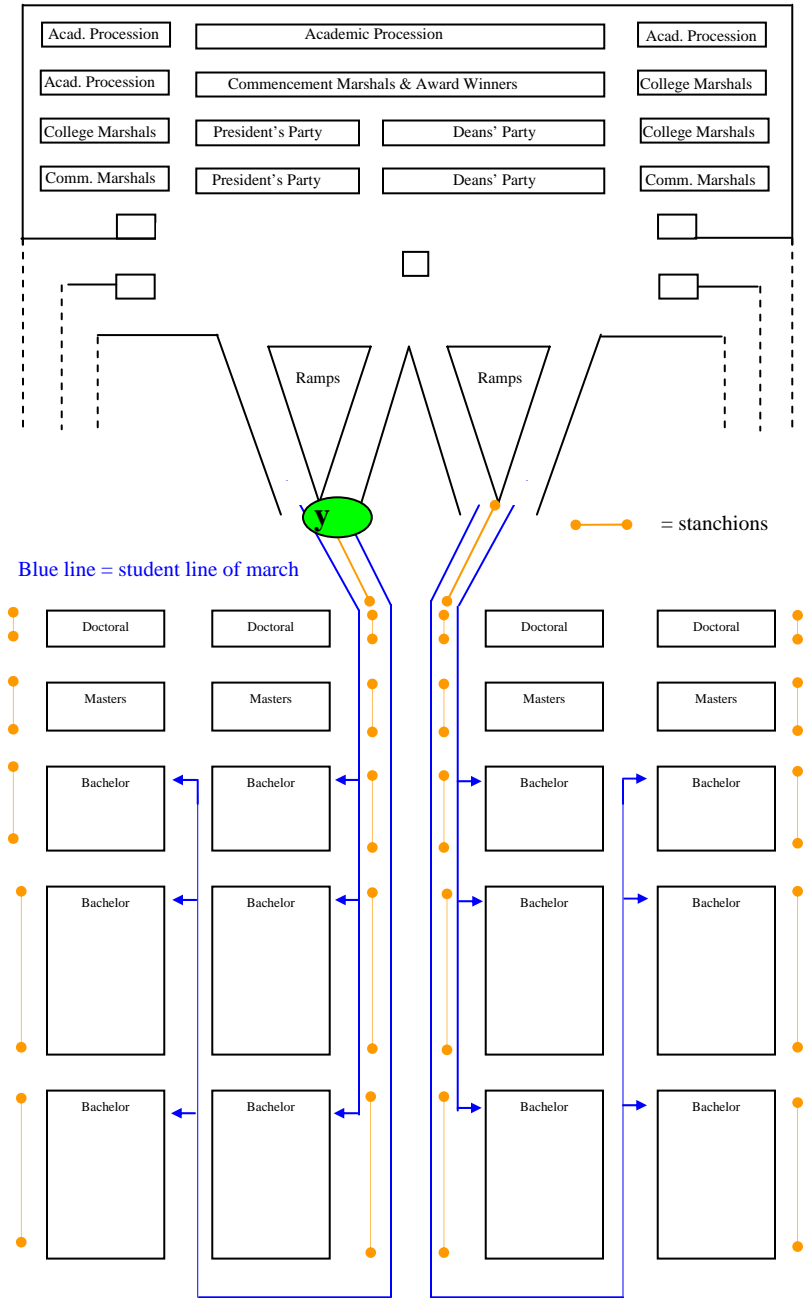 Acad. Procession Academic Procession Acad. Procession
Acad. Procession Commencement Marshals & Award Winners College Marshals
College Marshals President's Party Deans' Party College Marshals
Comm. Marshals President's Party Deans' Party Comm. Marshals
Ramps Ramps
y
= stanchions
Blue line = student line of march
Doctoral Doctoral Doctoral Doctoral
Masters Masters Masters Masters
Bachelor Bachelor Bachelor Bachelor
Bachelor Bachelor Bachelor Bachelor
Bachelor Bachelor Bachelor Bachelor